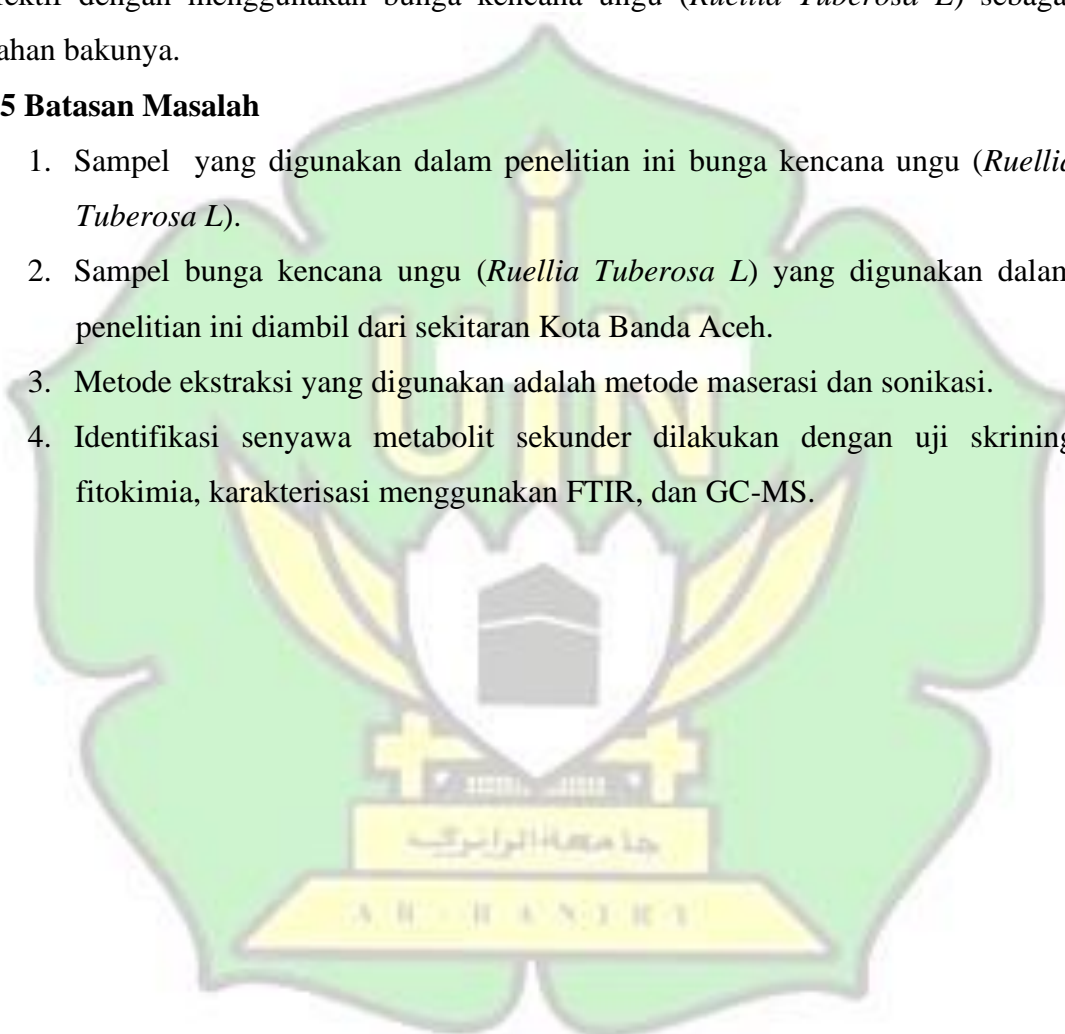 dengan menggunakan bunga kencana ungu (Ruellia Tuberosa L)
bakunya.
5 Batasan Masalah
1. Sampel yang digunakan dalam penelitian ini bunga kencana ungu (Ruellia
Tuberosa L).
2. Sampel bunga kencana ungu (Ruellia Tuberosa L) yang digunakan dalam
penelitian ini diambil dari sekitaran Kota Banda Aceh.
3. Metode ekstraksi yang digunakan adalah metode maserasi dan sonikasi.
4. Identifikasi senyawa metabolit sekunder dilakukan dengan uji skrining
fitokimia, karakterisasi menggunakan FTIR, dan GC-MS.
UIN
AR - RANIRY